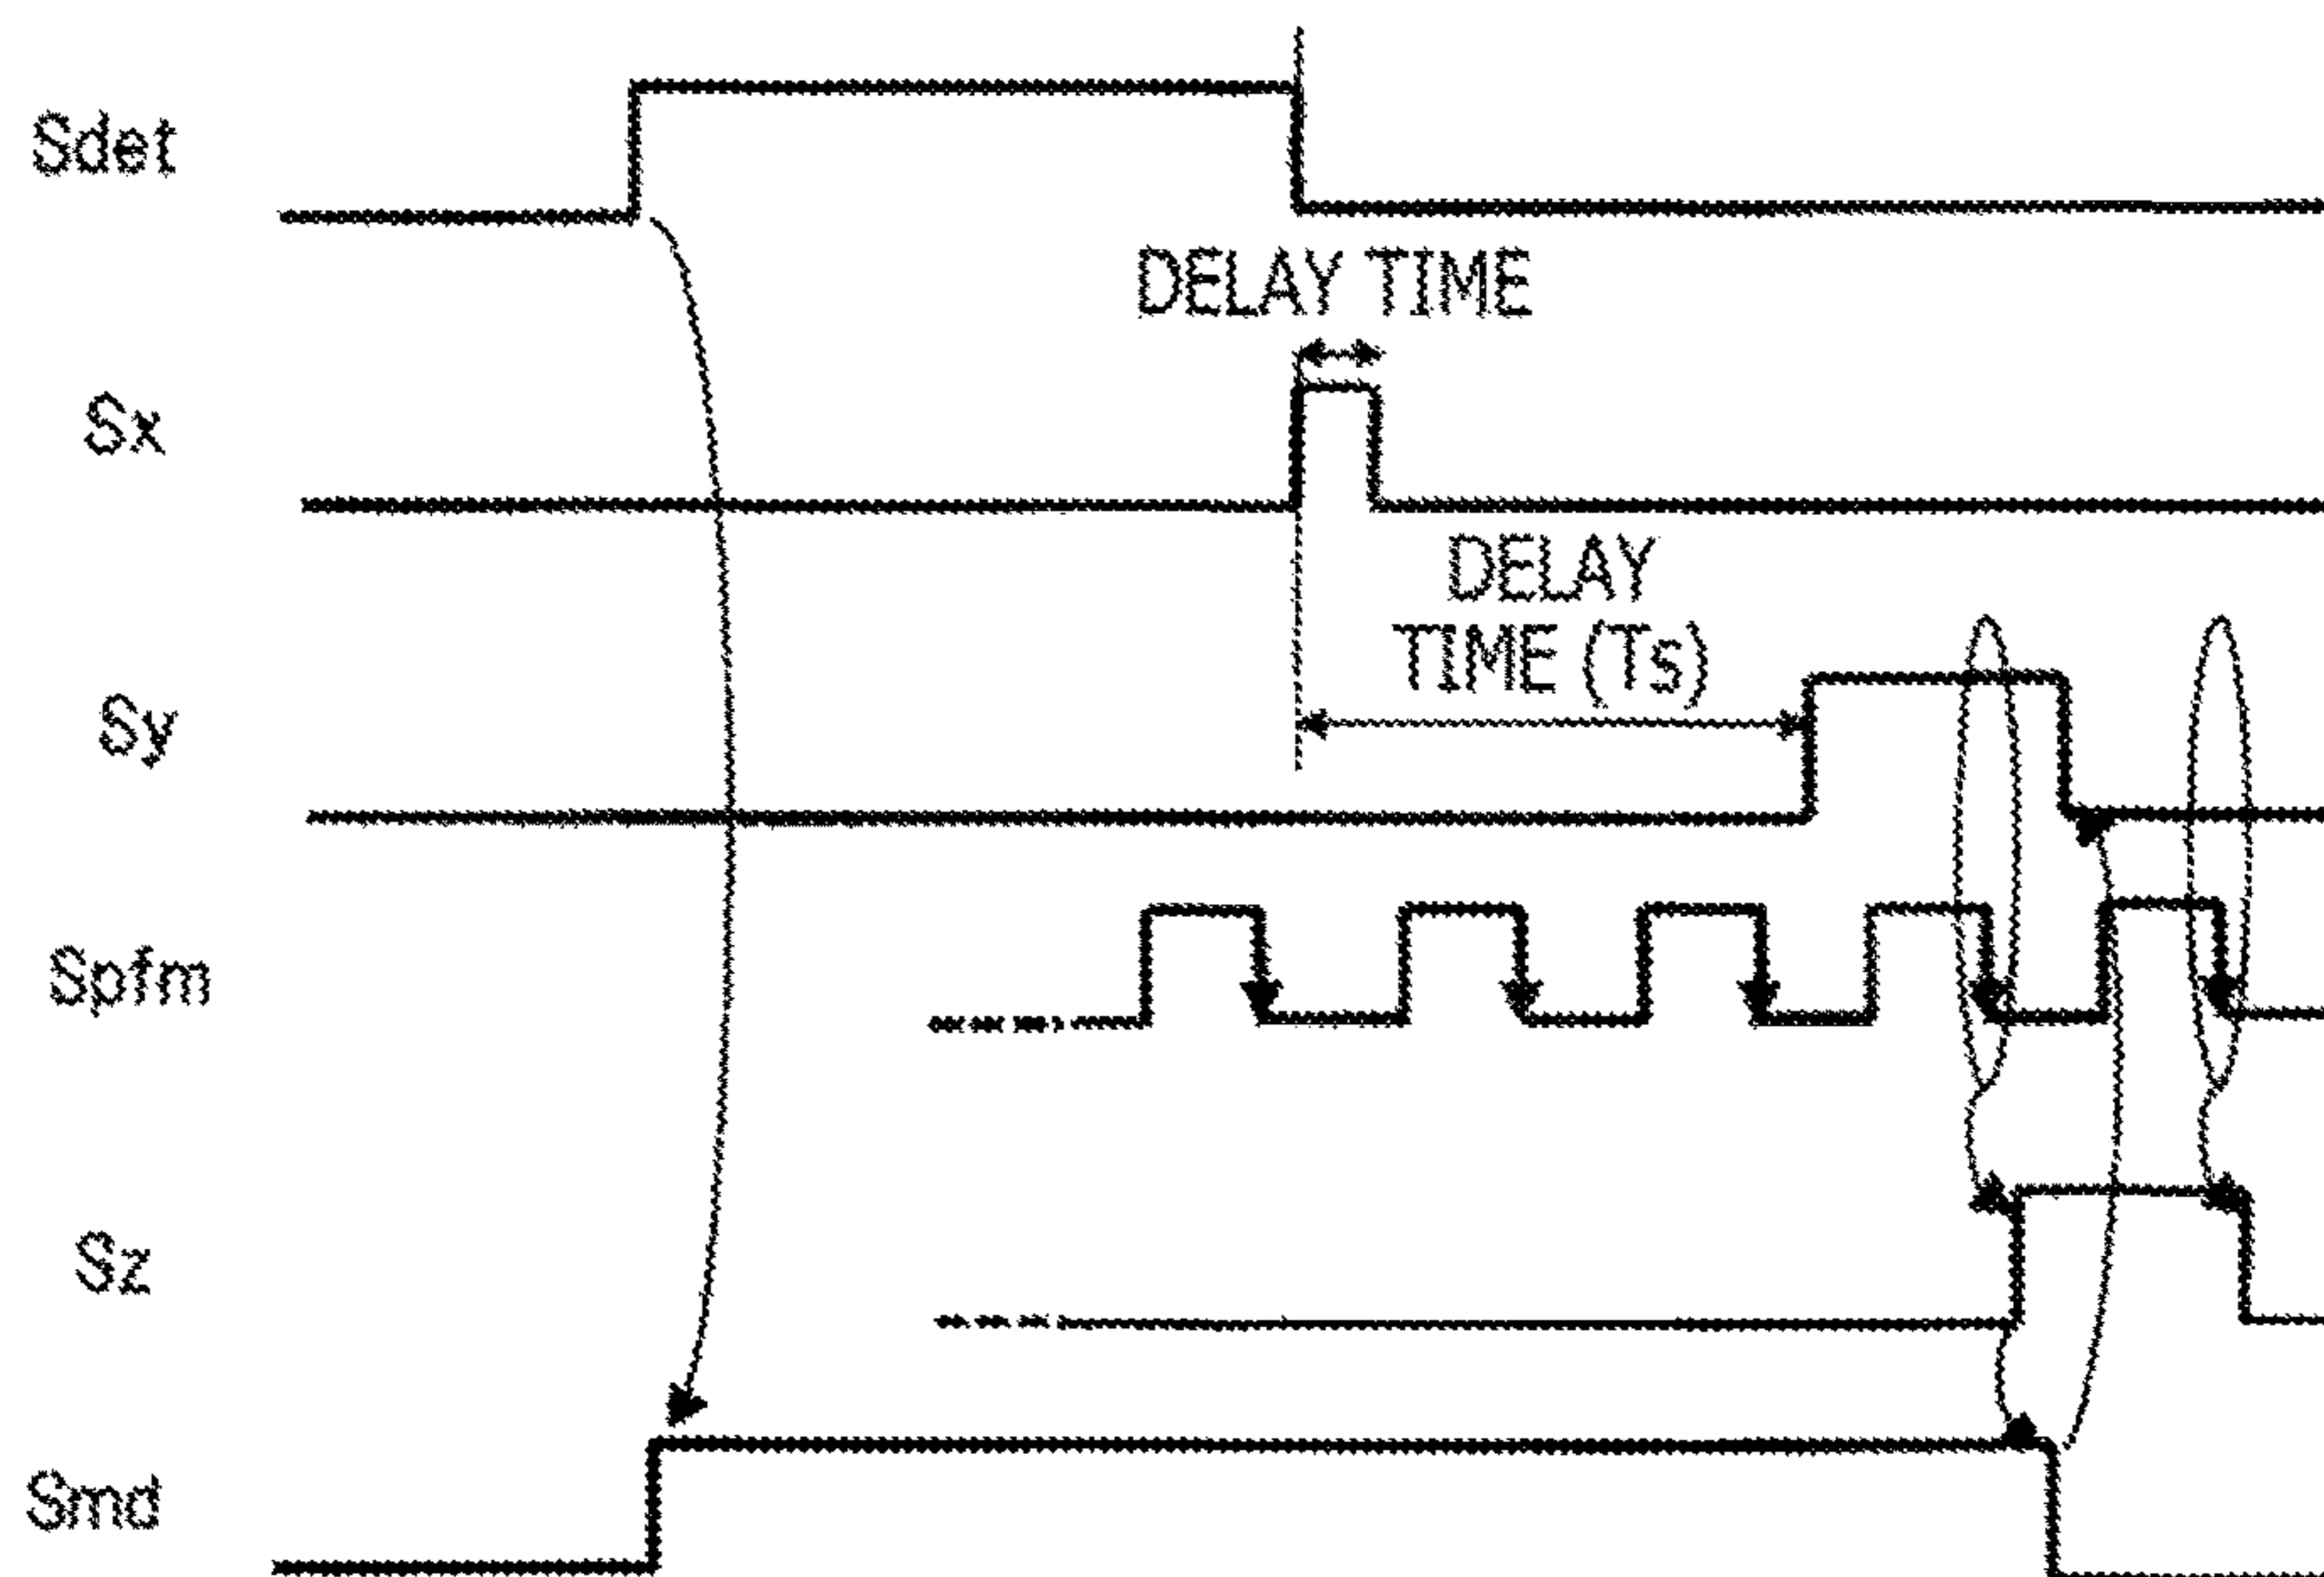 Sdet
DELAY TIME
Sx
DELAY
TIME (Ts)
Sy
Spfm
Sz
Smd